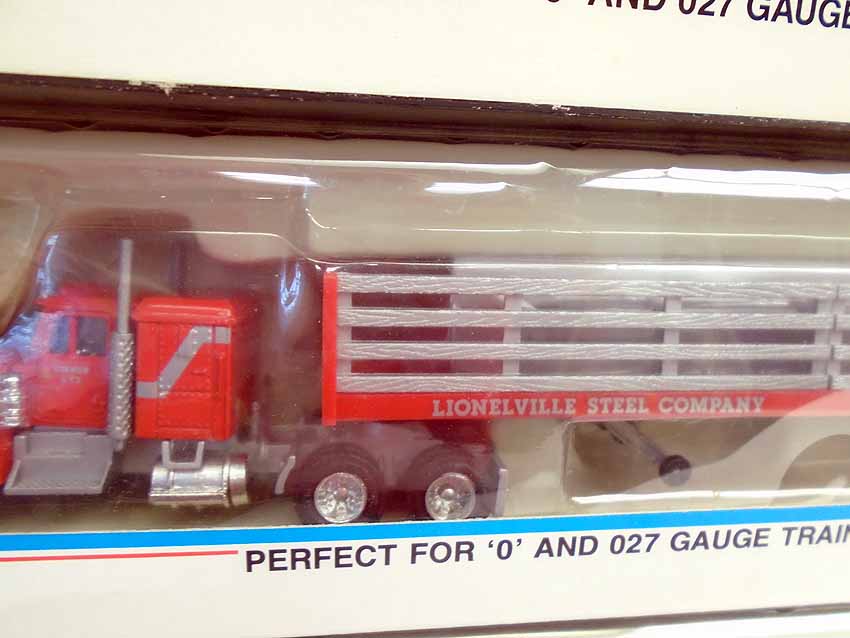 AND 027 GAUGE
LIONELVILLE STEEL COMPANY
PERFECT FOR ‘0’ AND 027 GAUGE TRAIN